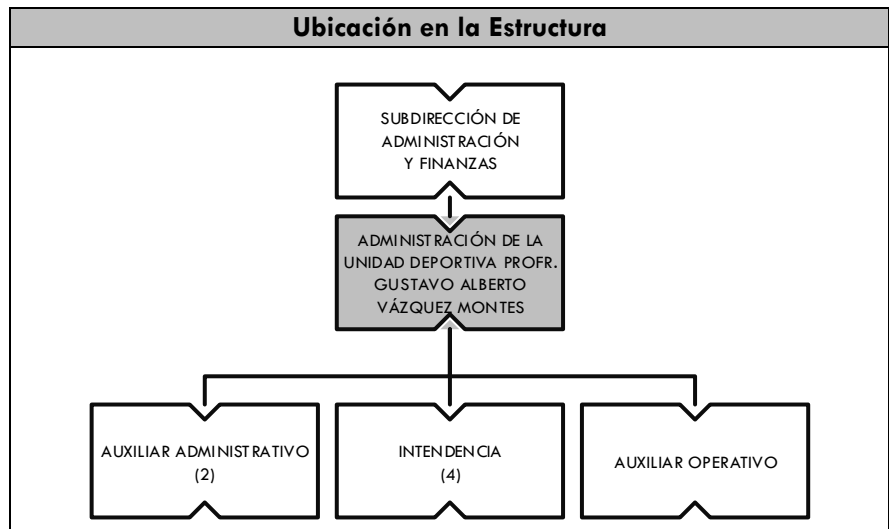 Ubicación en la Estructura
SUBDIRECCIÓN DE
ADMINISTRACIÓN
Y FINANZAS
ADMINISTRACIÓN DE LA
UNIDAD DEPORTIVA PROFR.
GUSTAVO ALBERTO
VÁZQUEZ MONTES
AUXILIAR ADMINISTRATIVO
(2)
INTENDENCIA
(4)
AUXILIAR OPERATIVO